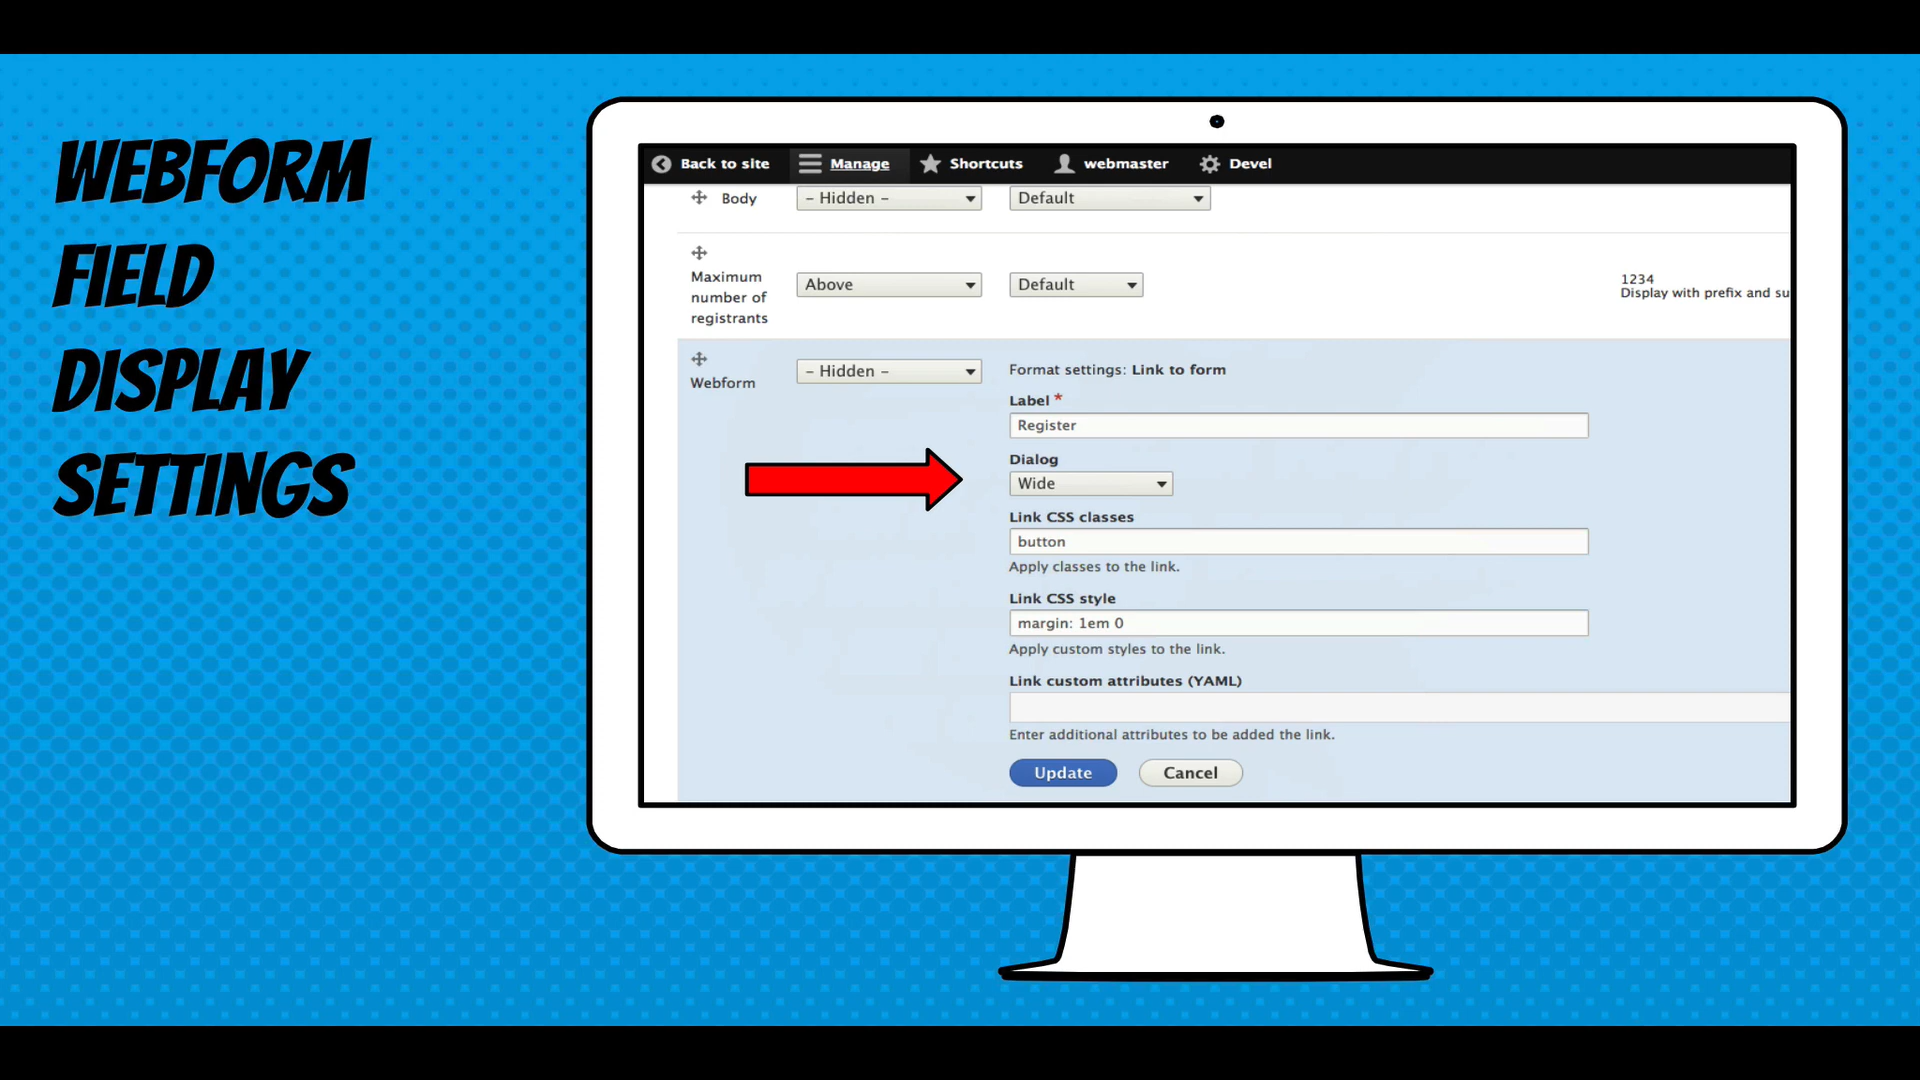 WEBFORM
FIELD
DISPLAY
SETTINGS
Back to site Manage Shortcuts webmaster Devel
Body - Hidden - Default
Maximum
number of
registrants
Above Default
1234
Display with prefix and su
Webform
- Hidden -
Format settings: Link to form
Label *
Register
Dialog
Wide
Link CSS classes
button
Apply classes to the link.
Link CSS style
margin: 1em 0
Apply custom styles to the link.
Link custom attributes (YAML)
Enter additional attributes to be added the link.
Update Cancel